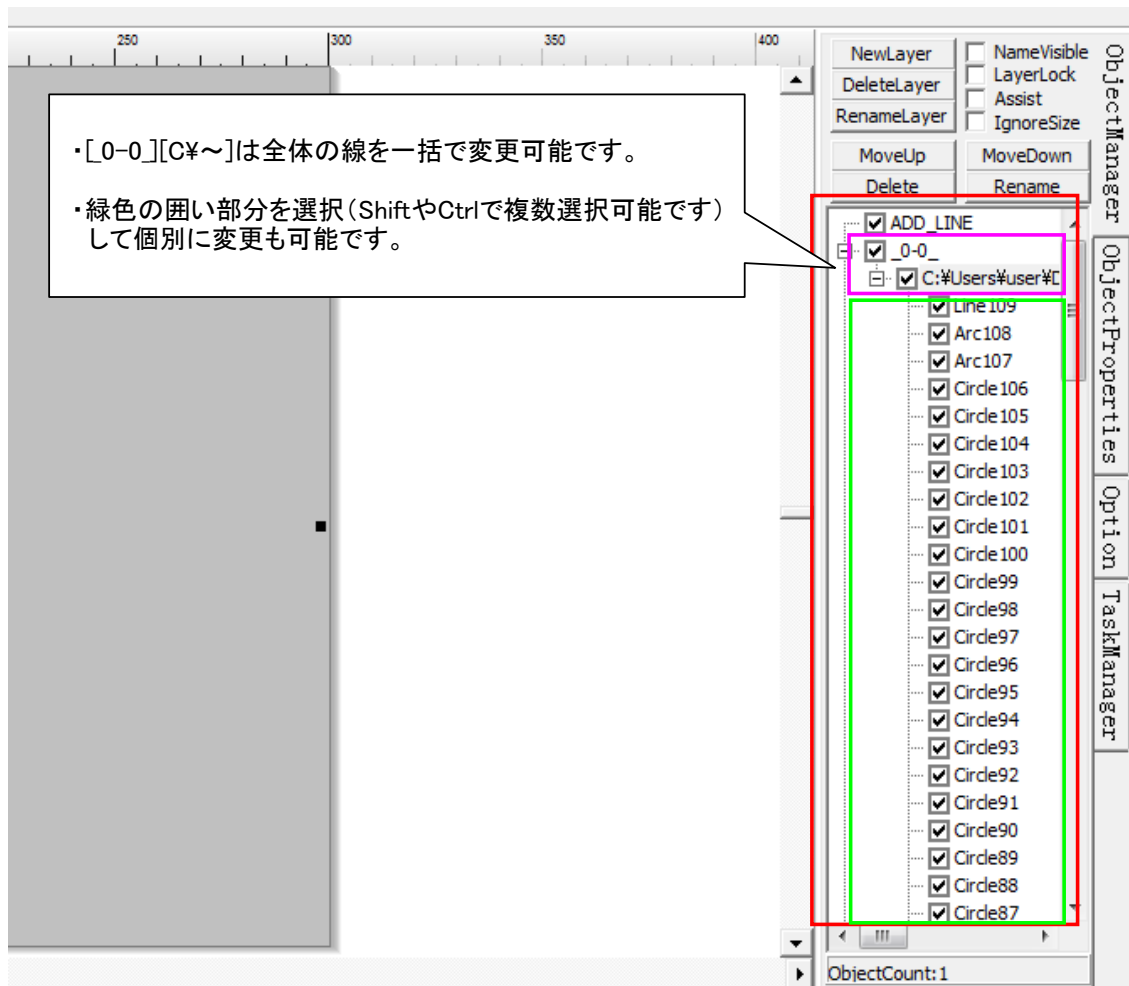 250
300
350
400
・[_0-0_][C¥～]は全体の線を一括で変更可能です。
・緑色の囲い部分を選択（ShiftやCtrlで複数選択可能です）
して個別に変更も可能です。
NewLayer
DeleteLayer
RenameLayer
NameVisible
LayerLock
Assist
IgnoreSize
MoveUp
MoveDown
Delete
Rename
ADD_LINE
_0-0_
C:¥Users¥user¥D
Line109
Arc108
Arc107
Circle106
Circle105
Circle104
Circle103
Circle102
Circle101
Circle100
Circle99
Circle98
Circle97
Circle96
Circle95
Circle94
Circle93
Circle92
Circle91
Circle90
Circle89
Circle88
Circle87
ObjectCount:1
ObjectManager
ObjectProperties
Option
TaskManager